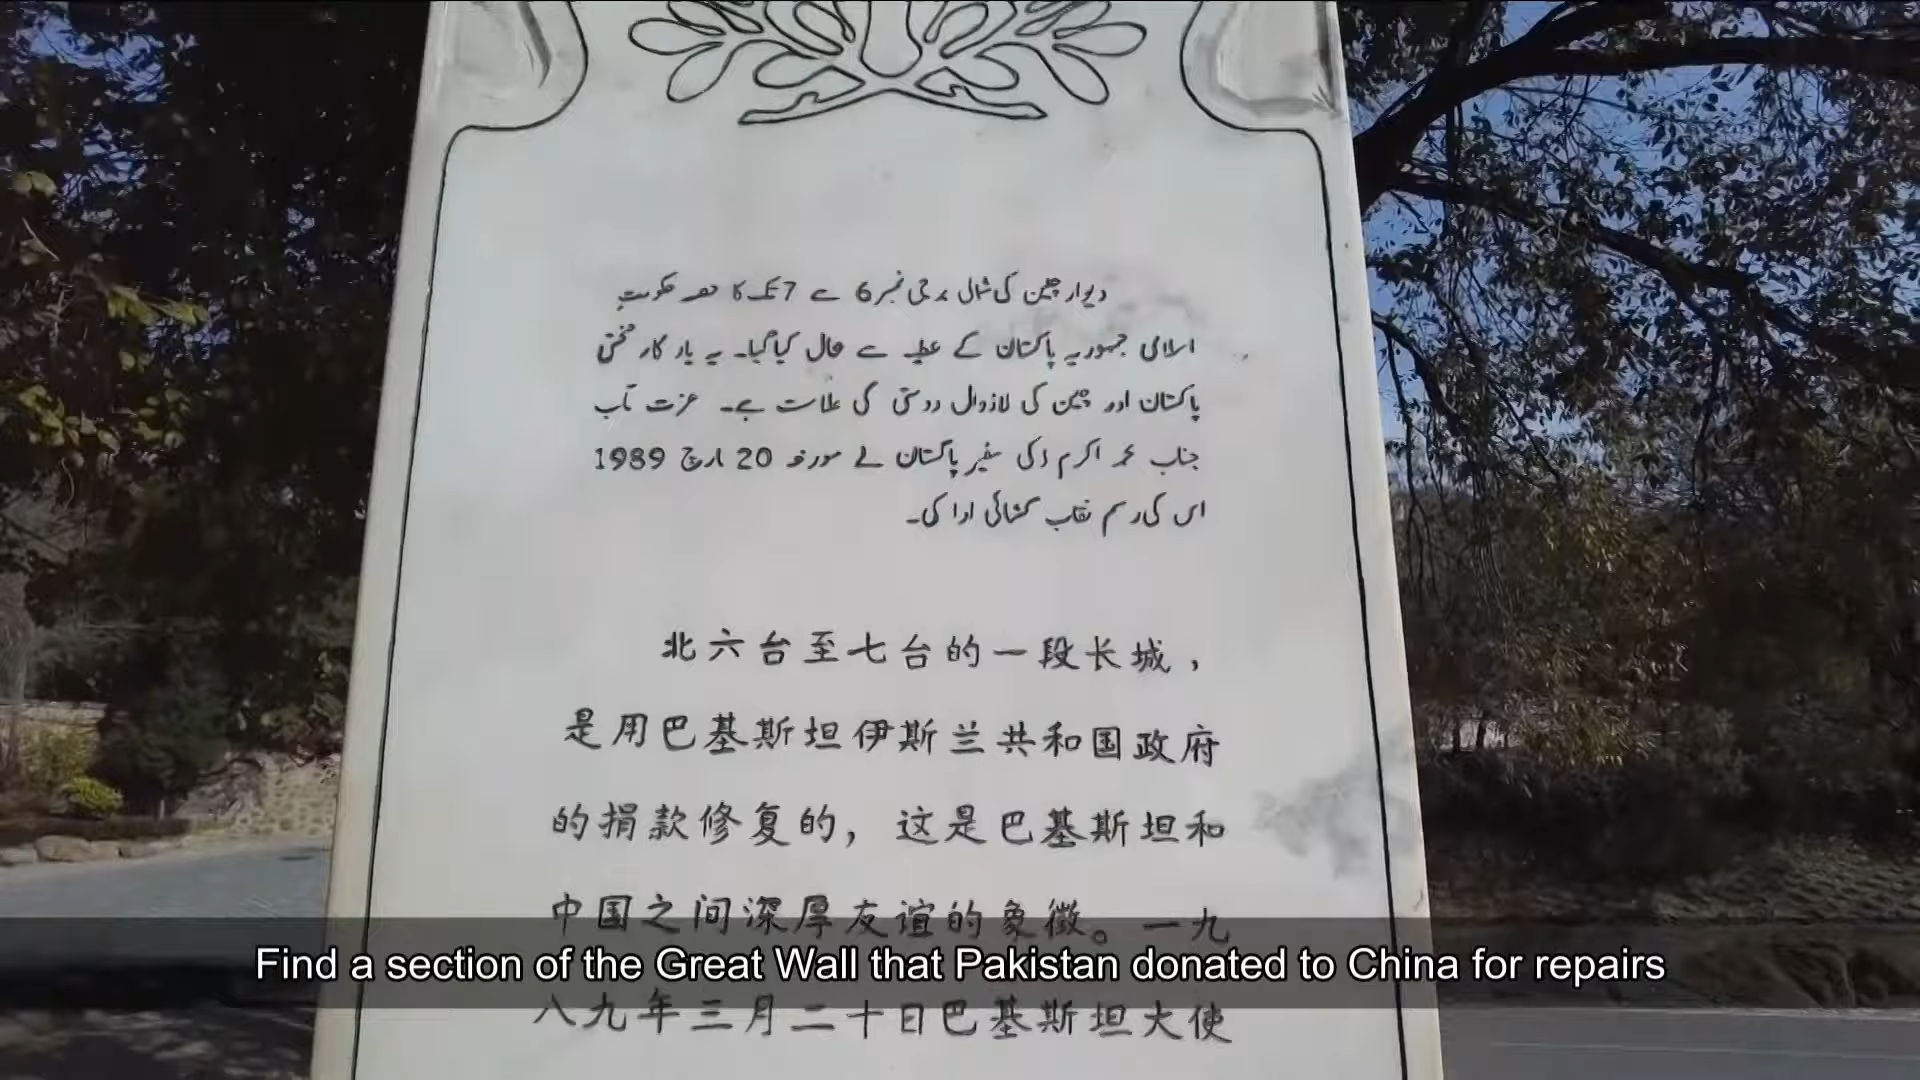 دیوار چین کی شمالی مدحی نمبر 6 سے 7 تک کا حصہ حکومتِ
اسلامی جمہوریہ پاکستان کے عطیہ سے بحال کیا گیا۔ یہ یادگار تختی
پاکستان اور چین کی لازوال دوستی کی علامت ہے۔ عزت مآب
جناب محمد اکرم ذکی سفیر پاکستان نے مورخہ 20 مارچ 1989
اس کی رسم نقاب کشائی ادا کی۔
北六台至七台的一段长城，
是用巴基斯坦伊斯兰共和国政府
的捐款修复的，这是巴基斯坦和
中国之间深厚友谊的象徵。一九
Find a section of the Great Wall that Pakistan donated to China for repairs
八九年三月二十日巴基斯坦大使